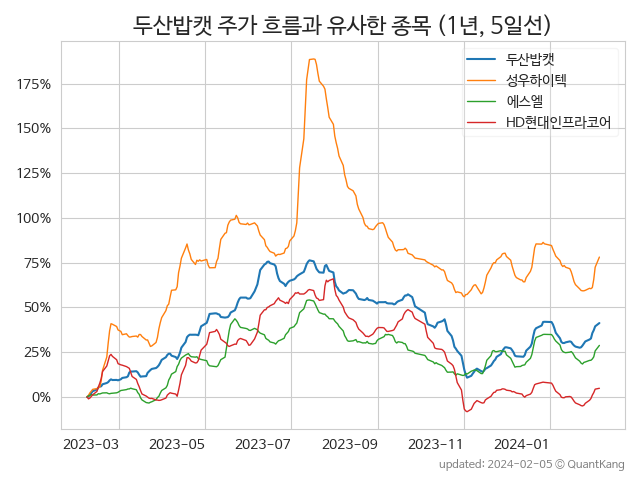 두산밥캣 주가 흐름과 유사한 종목 (1년, 5일선)
두산밥캣
성우하이텍
에스엘
HD현대인프라코어
175%
150%
125%
100%
75%
50%
25%
0%
2023-03 2023-05 2023-07 2023-09 2023-11 2024-01
updated: 2024-02-05 © QuantKang